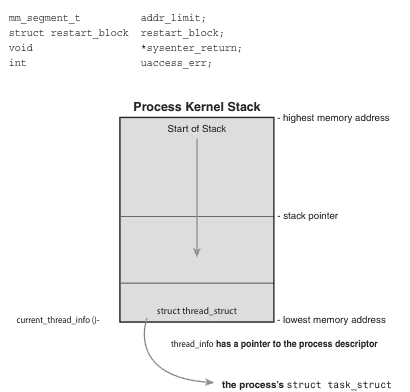 mm_segment_t addr_limit;
struct restart_block restart_block;
void *sysenter_return;
int uaccess_err;
Process Kernel Stack
- highest memory address
Start of Stack
- stack pointer
struct thread_struct
current_thread_info ()-
- lowest memory address
thread_info has a pointer to the process descriptor
the process's struct task_struct